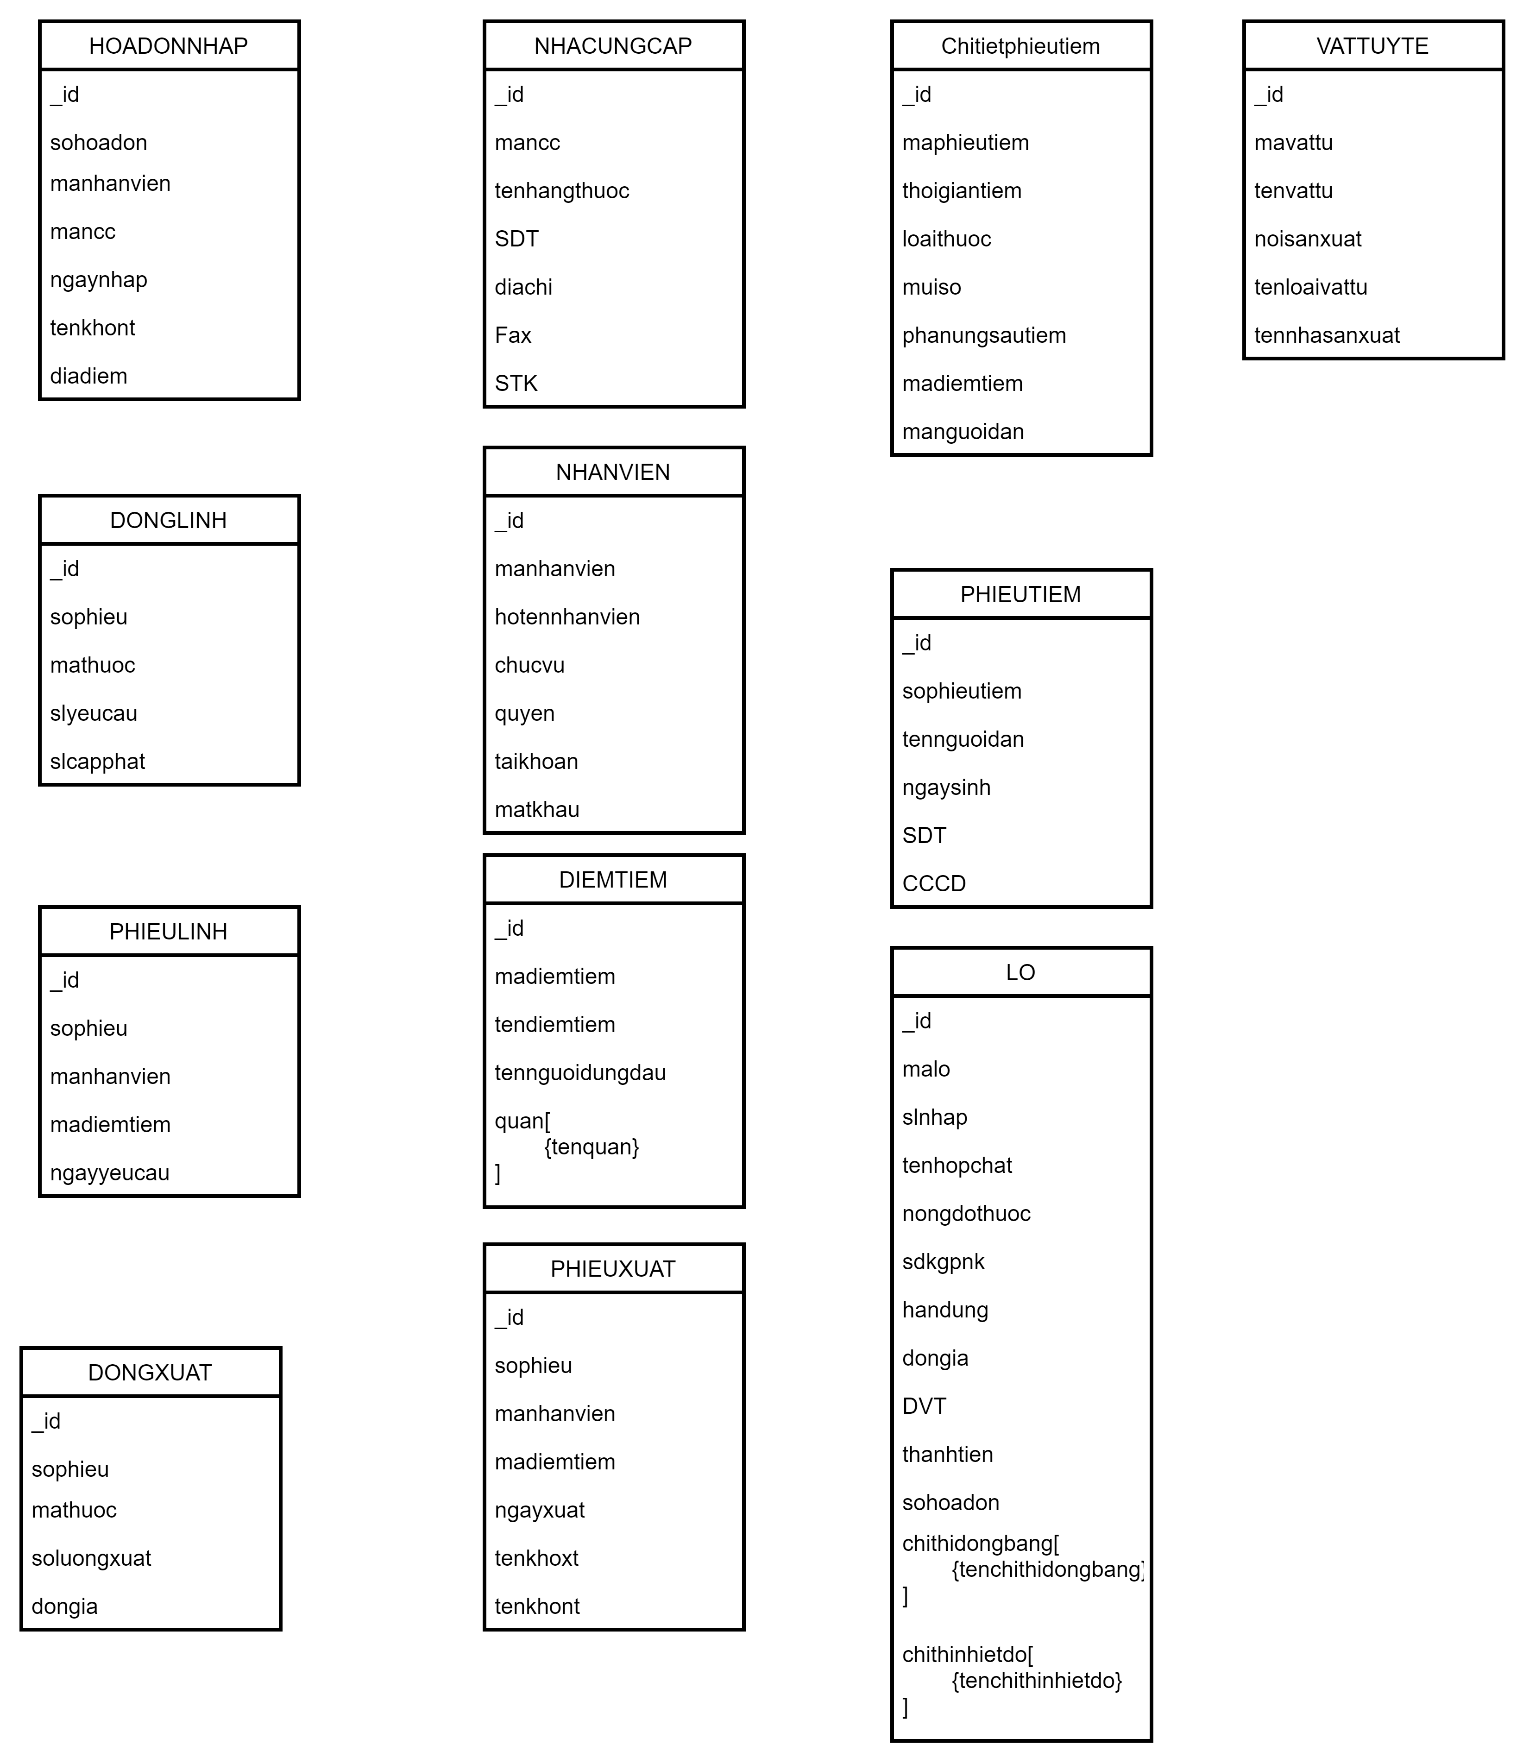 HOADONNHAP
_id
sohoadon
manhanvien
mancc
ngaynhap
tenkhont
diadiem
DONGLINH
_id
sophieu
mathuoc
slyeucau
slcapphat
PHIEULINH
_id
sophieu
manhanvien
madiemtiem
ngayyeucau
DONGXUAT
_id
sophieu
mathuoc
soluongxuat
dongia
NHACUNGCAP
_id
mancc
tenhangthuoc
SDT
diachi
Fax
STK
NHANVIEN
_id
manhanvien
hotennhanvien
chucvu
quyen
taikhoan
matkhau
DIEMTIEM
_id
madiemtiem
tendiemtiem
tennguoidungdau
quan[
{tenquan}
]
PHIEUXUAT
_id
sophieu
manhanvien
madiemtiem
ngayxuat
tenkhoxt
tenkhont
Chitietphieutiem
_id
maphieutiem
thoigiantiem
loaithuoc
muiso
phanungsautiem
madiemtiem
manguoidan
PHIEUTIEM
_id
sophieutiem
tennguoidan
ngaysinh
SDT
CCCD
LO
_id
malo
slnhap
tenhopchat
nongdothuoc
sdkgpnk
handung
dongia
DVT
thanhtien
sohoadon
chithidongbang[
{tenchithidongbang}
]
chithinhietdo[
{tenchithinhietdo}
]
VATTUYTE
_id
mavattu
tenvattu
noisanxuat
tenloaivattu
tennhasanxuat